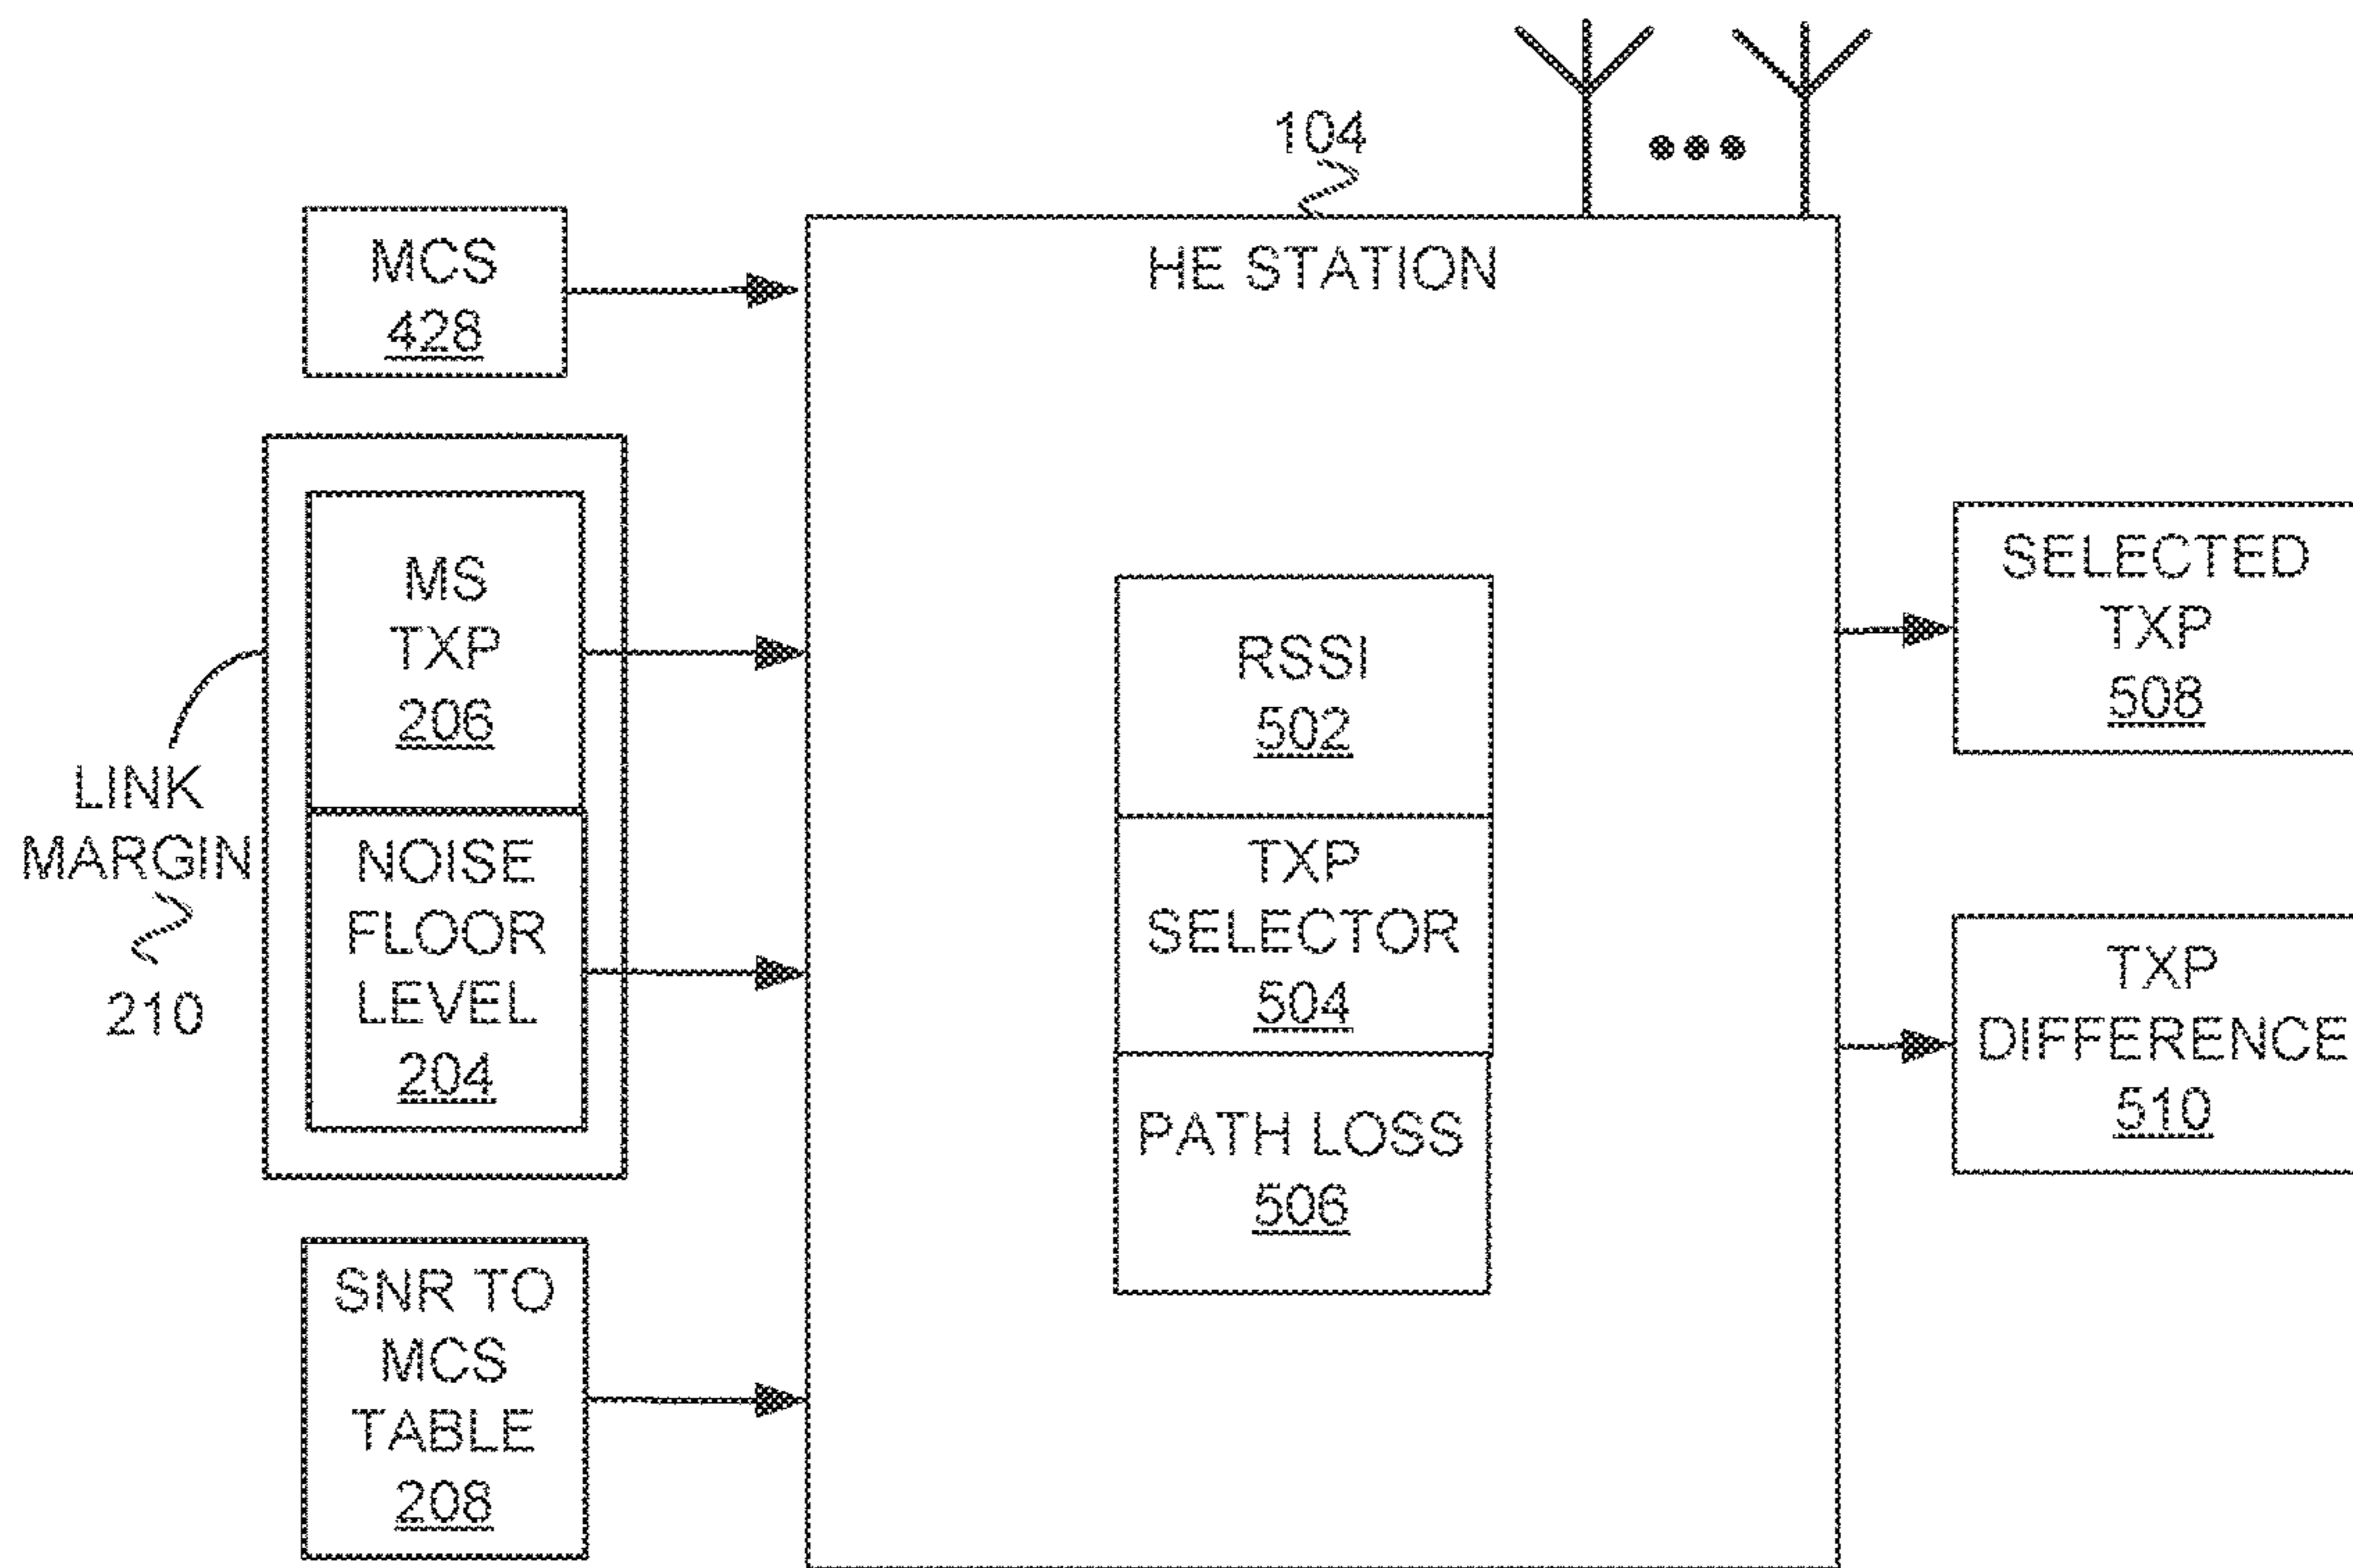 104
MCS
428
HE STATION
MS
TXP
206
NOISE
FLOOR
LEVEL
204
LINK
MARGIN
210
SNR TO
MCS
TABLE
208
RSSI
502
TXP
SELECTOR
504
PATH LOSS
506
SELECTED
TXP
508
TXP
DIFFERENCE
510